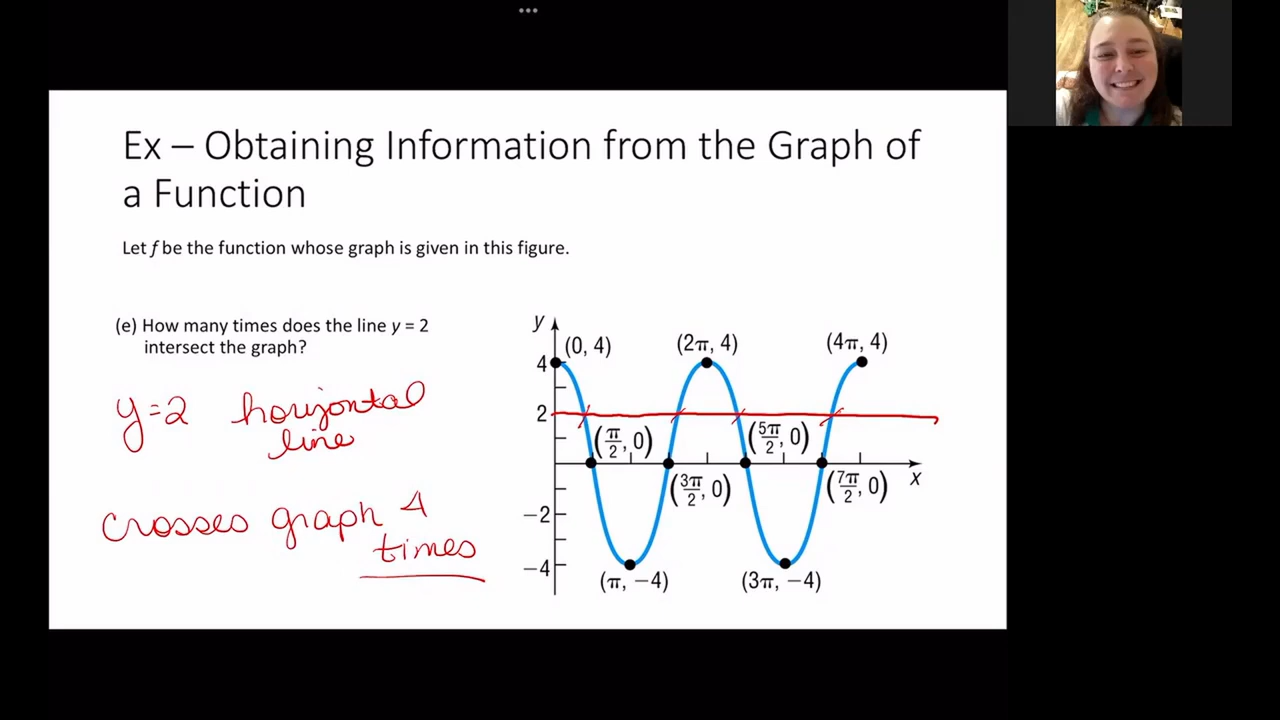 Ex – Obtaining Information from the Graph of
a Function
Let f be the function whose graph is given in this figure.
(e) How many times does the line y = 2
intersect the graph?
y=2 horizontal
line
crosses graph 4
times
y
4
(0, 4)
(2π, 4)
(4π, 4)
2
(π/2, 0)
(5π/2, 0)
x
(3π/2, 0)
(7π/2, 0)
−2
−4
(π, −4)
(3π, −4)